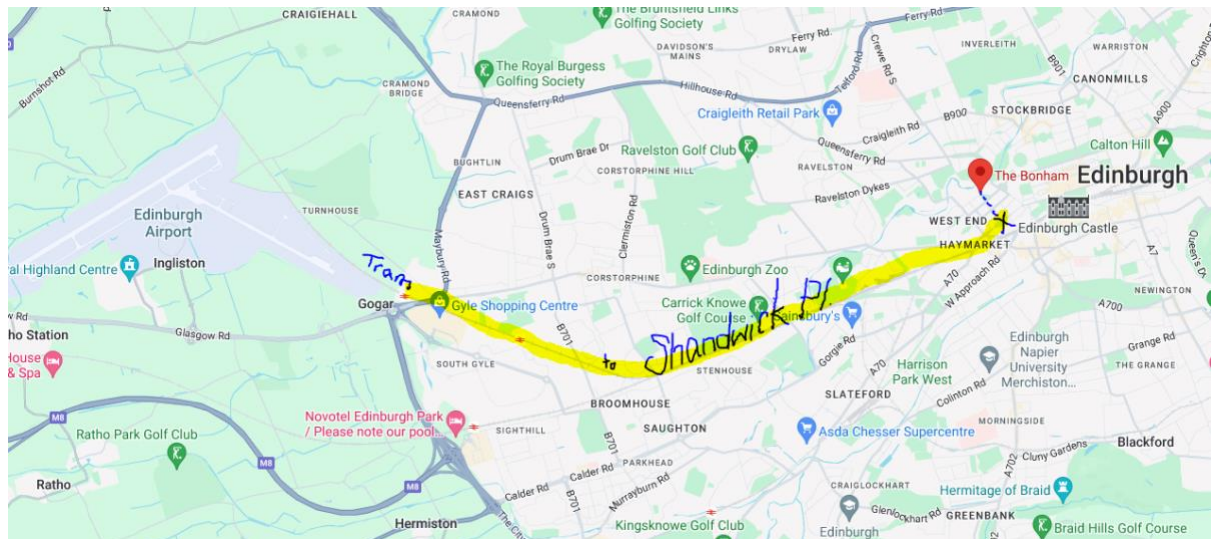 CRAIGIEHALL
CRAMOND
The Bruntsfield Links
Golfing Society
Ferry Rd
DAVIDSON'S
MAINS
Ferry Rd.
DRYLAW
Crewe Rd S
Telford Rd
INVERLEITH
B901
WARRISTON
CANONMILLS
Crighton Pl
Burnshot Rd
The Royal Burgess
Golfing Society
CRAMOND
BRIDGE
Queensferry Rd
Hillhouse Rd
Craigleith Retail Park
STOCKBRIDGE
B900
A900
Craigleith Rd
Calton Hill
BUGHTLIN
Drum Brae Dr
Ravelston Golf Club
CORSTORPHINE HILL
Queensferry Rd
RAVELSTON
Ravelston Dykes
The Bonham
Edinburgh
EAST CRAIGS
TURNHOUSE
Edinburgh
Airport
Maybury Rd
Drum Brae S
Clermiston Rd
WEST END
X
Edinburgh Castle
HAYMARKET
A7
Queen's Dr
Ingliston
al Highland Centre
Tram
CORSTORPHINE
Edinburgh Zoo
A70
W Approach Rd
NEWINGTON
Gogar
Gyle Shopping Centre
Carrick Knowe
Golf Course
Shandwick Pl.
ainsbury's
A700
Glasgow Rd
ho Station
House
& Spa
B701
to
SOUTH GYLE
STENHOUSE
Gorgie Rd
A70
Harrison
Park West
Edinburgh
Napier
University
Merchiston...
Grange Rd
THE GRANGE
M8
BROOMHOUSE
SLATEFORD
Colinton Rd
Novotel Edinburgh Park
/ Please note our pool...
SIGHTHILL
SAUGHTON
Asda Chesser Supercentre
MORNINGSIDE
Blackford
Ratho Park Golf Club
M8
B701
Calder Rd
PARKHEAD
A702
Cluny Gardens
Ratho
M8
Calder Rd
Murrayburn Rd
CRAIGLOCKHART
Hermitage of Braid
GREENBANK
Hermiston
The City
B701
Kingsknowe Golf Club
Edinburgh
Glenlockhart Rd
Braid Hills Golf Course